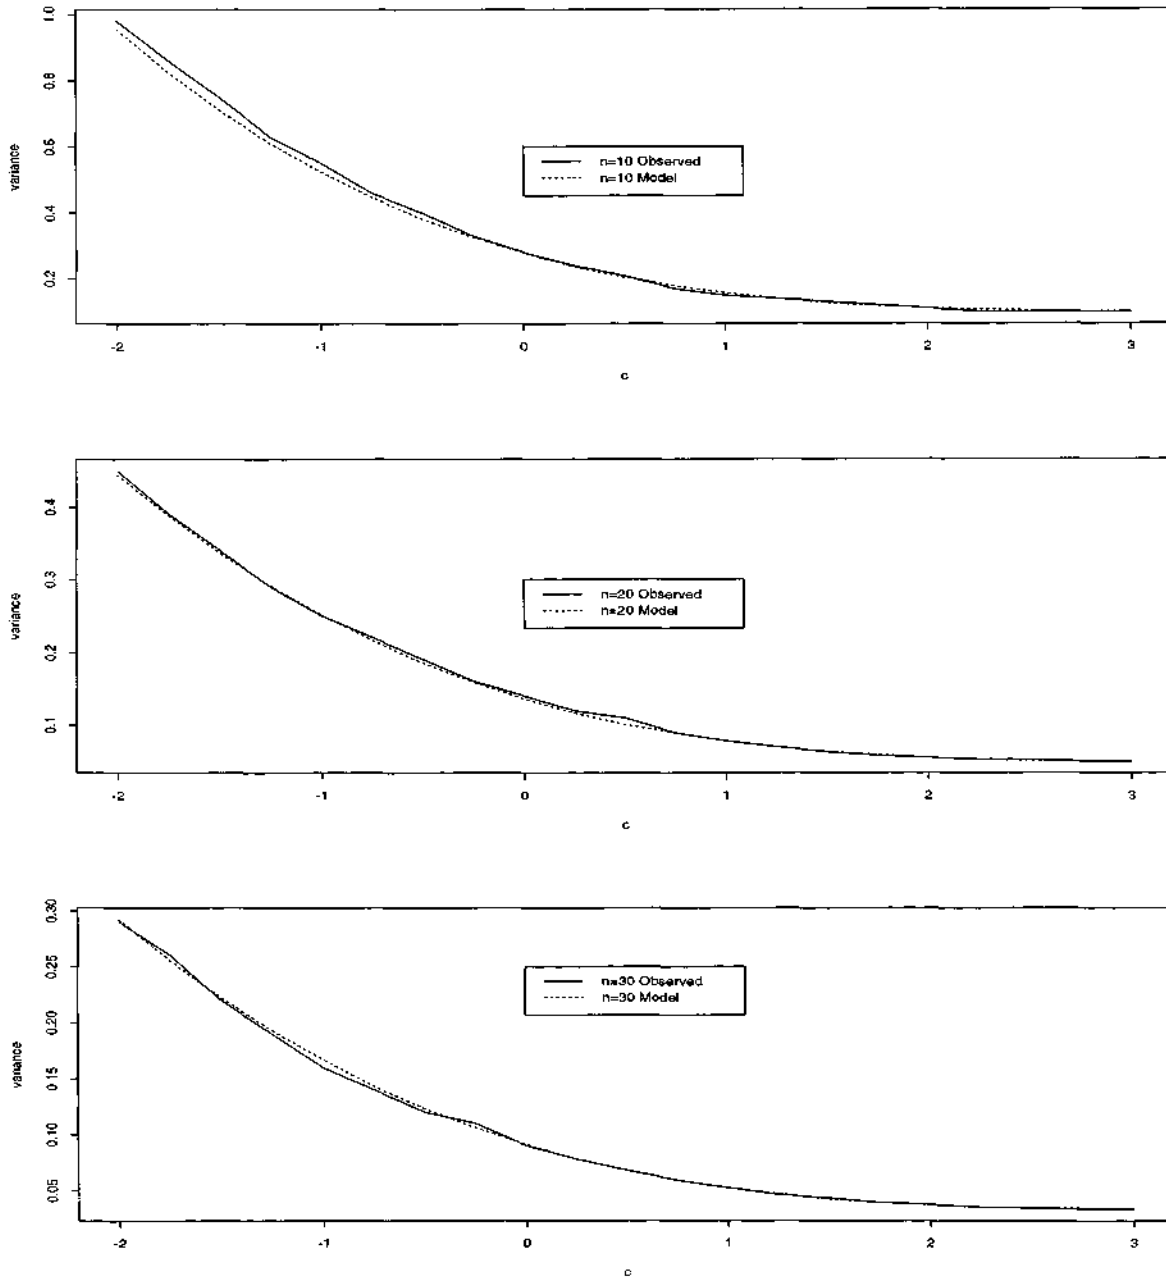 1.0
0.8
0.6
0.4
0.2
variance
n=10 Observed
n=10 Model
-2 -1 0 1 2 3
c
0.4
0.3
0.2
0.1
variance
n=20 Observed
n=20 Model
-2 -1 0 1 2 3
c
0.30
0.25
0.20
0.15
0.10
0.05
variance
n=30 Observed
n=30 Model
-2 -1 0 1 2 3
c